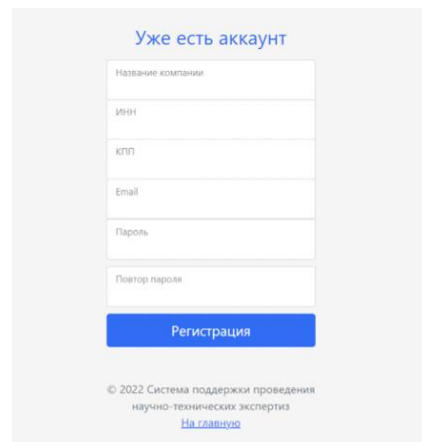 Уже есть аккаунт
Название компании
ИНН
КПП
Email
Пароль
Повтор пароля
Регистрация
© 2022 Система поддержки проведения
научно-технических экспертиз
На главную